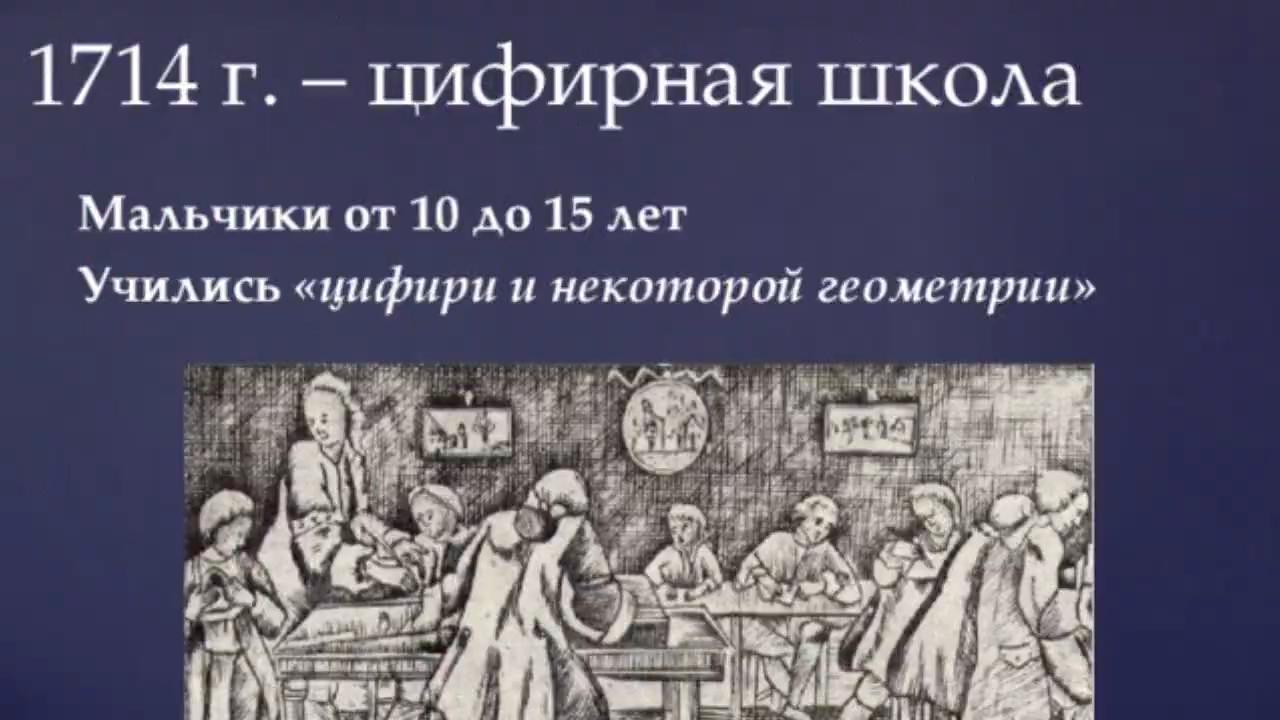 1714 г. – цифирная школа
Мальчики от 10 до 15 лет
Учились «цифири и некоторой геометрии»